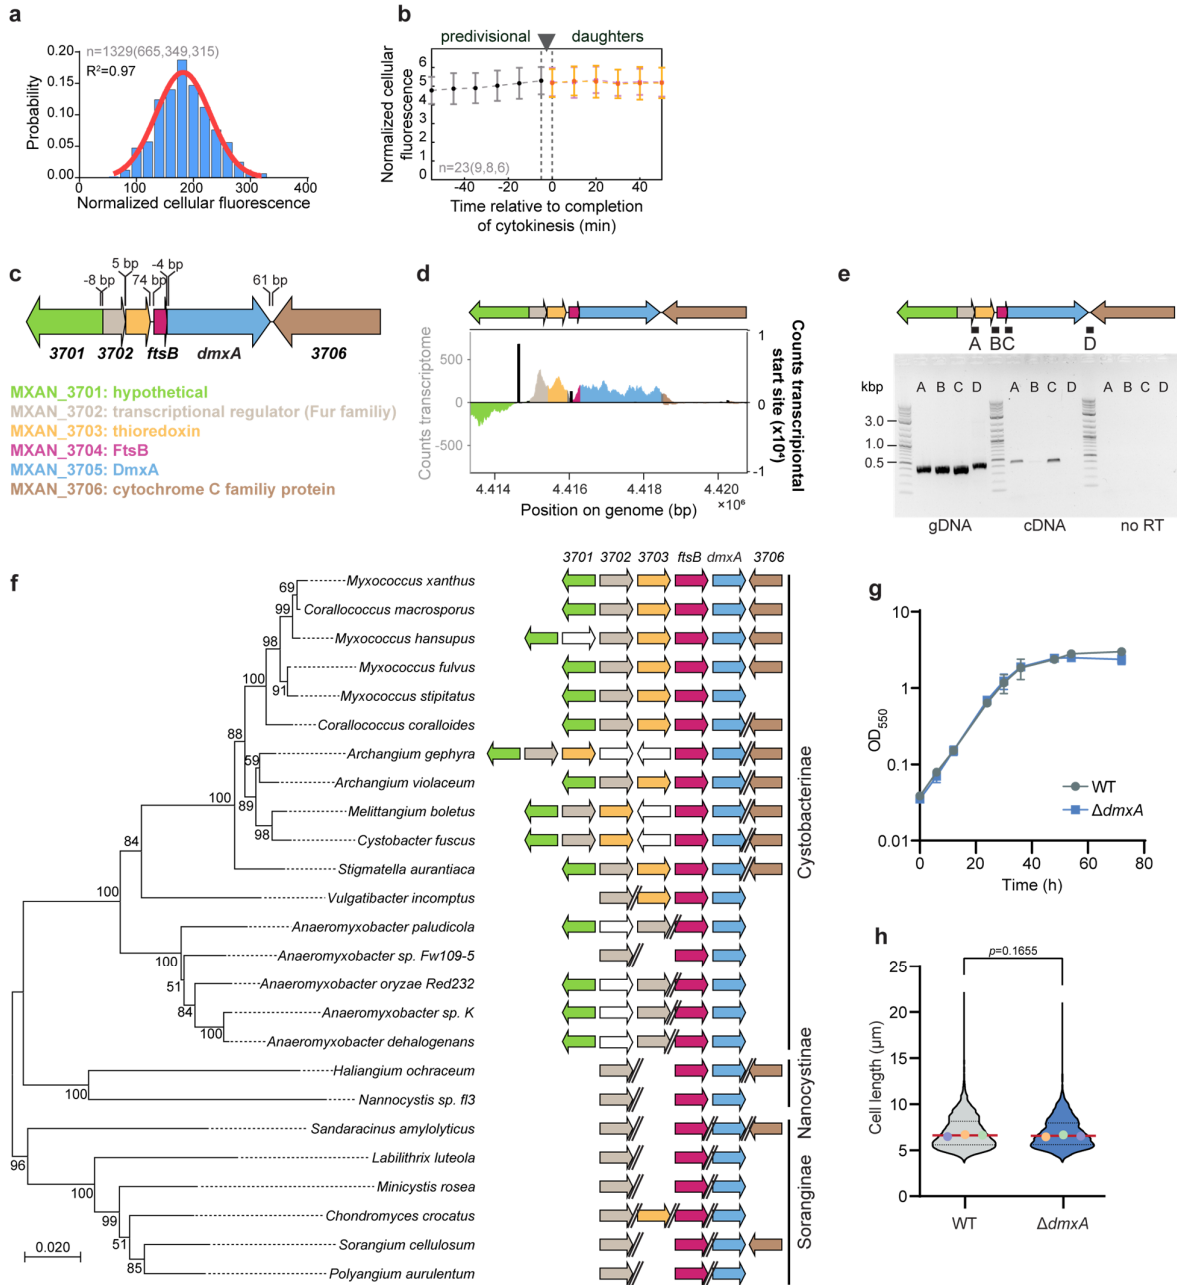 a
n=1329(665,349,315)
R²=0.97
0.20
0.15
0.10
0.05
0.00
Probability
0 100 200 300 400
Normalized cellular fluorescence
b
predivisional daughters
6
5
4
3
2
1
0
Normalized cellular
fluorescence
n=23(9,8,6)
-40 -20 0 20 40
Time relative to completion
of cytokinesis (min)
c
5 bp -4 bp
-8 bp 74 bp 61 bp
3701 3702 ftsB dmxA 3706
MXAN_3701: hypothetical
MXAN_3702: transcriptional regulator (Fur familiy)
MXAN_3703: thioredoxin
MXAN_3704: FtsB
MXAN_3705: DmxA
MXAN_3706: cytochrome C familiy protein
d
Counts transcriptome
500
0
-500
1
0
-1
Counts transcripiontal
start site (x10⁴)
4.414 4.416 4.418 4.420
×10⁶
Position on genome (bp)
e
A B C D
kbp A B C D A B C D A B C D
3.0
1.0
0.5
gDNA cDNA no RT
f
3701 3702 3703 ftsB dmxA 3706
Myxococcus xanthus
Corallococcus macrosporus
Myxococcus hansupus
Myxococcus fulvus
Myxococcus stipitatus
Corallococcus coralloides
Archangium gephyra
Archangium violaceum
Melittangium boletus
Cystobacter fuscus
Stigmatella aurantiaca
Vulgatibacter incomptus
Anaeromyxobacter paludicola
Anaeromyxobacter sp. Fw109-5
Anaeromyxobacter oryzae Red232
Anaeromyxobacter sp. K
Anaeromyxobacter dehalogenans
Haliangium ochraceum
Nannocystis sp. fl3
Sandaracinus amylolyticus
Labilithrix luteola
Minicystis rosea
Chondromyces crocatus
Sorangium cellulosum
Polyangium aurulentum
69
99
98
91
100
88
59
89
98
100
84
100
100
51
84
100
100
96
100
99
51
85
0.020
Cystobacterinae
Nanocystinae
Soranginae
g
10
1
0.1
0.01
OD550
WT
ΔdmxA
0 20 40 60 80
Time (h)
h
p=0.1655
25
20
15
10
5
0
Cell length (µm)
WT ΔdmxA